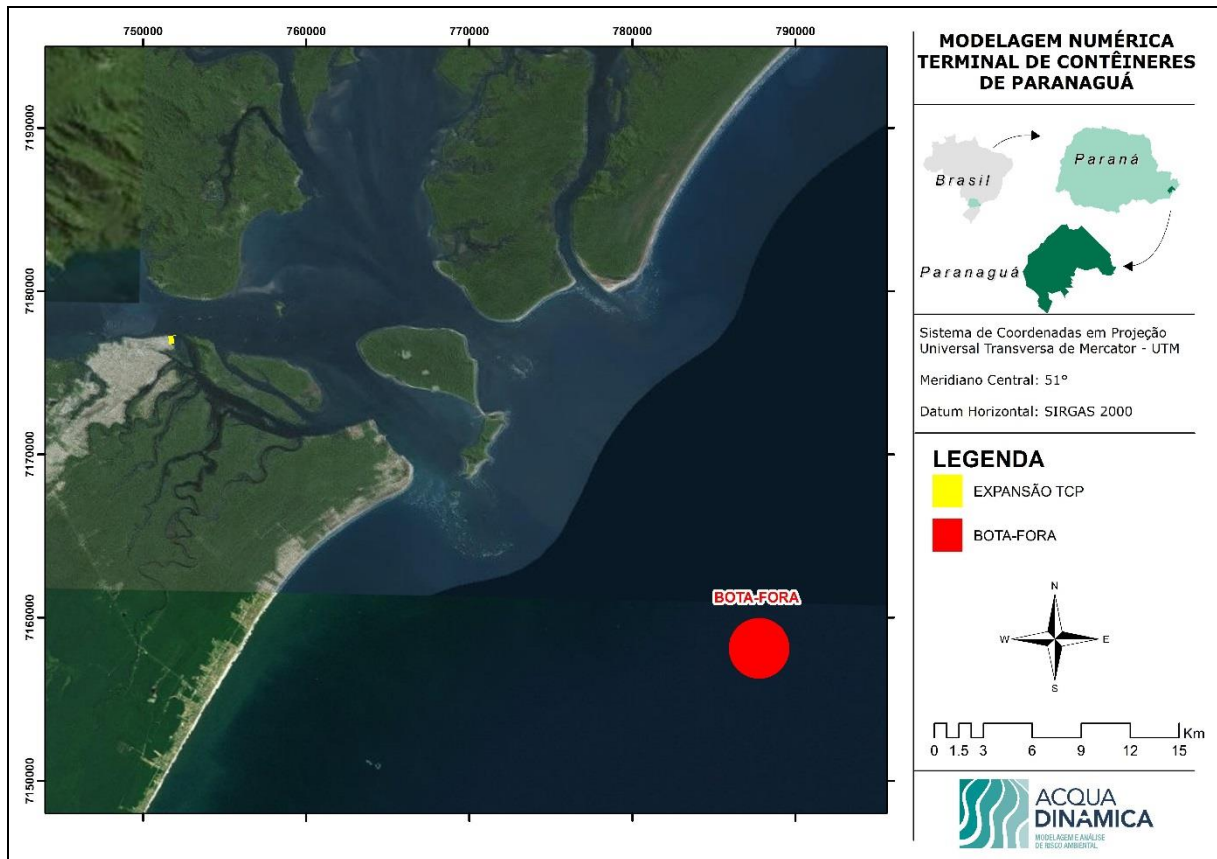 750000
760000
770000
780000
790000
7190000
7180000
7170000
7160000
7150000
BOTA-FORA
MODELAGEM NUMÉRICA
TERMINAL DE CONTÊINERES
DE PARANAGUÁ
Brasil
Paraná
Paranaguá
Sistema de Coordenadas em Projeção
Universal Transversa de Mercator - UTM
Meridiano Central: 51°
Datum Horizontal: SIRGAS 2000
LEGENDA
EXPANSÃO TCP
BOTA-FORA
N
W E
S
Km
0 1.5 3 6 9 12 15
ACQUA
DINAMICA
MODELAGEM E ANÁLISE
DE RISCO AMBIENTAL